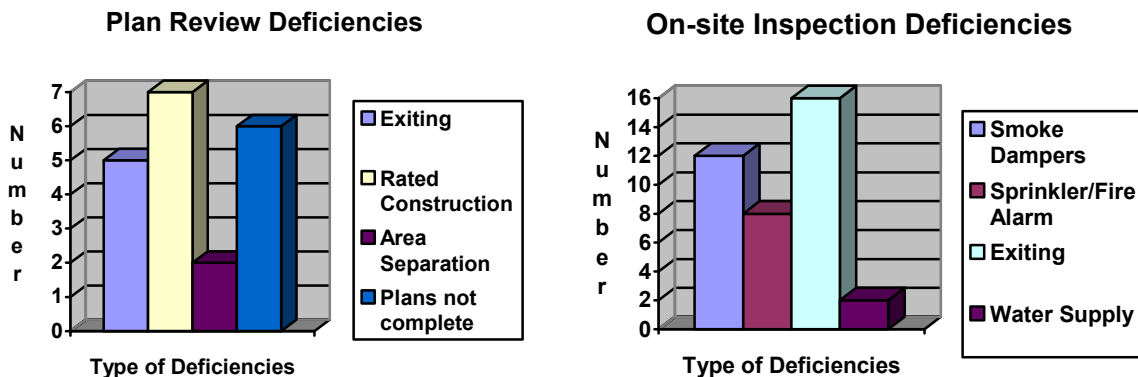 Plan Review Deficiencies
7
6
5
4
3
2
1
0
Number
Type of Deficiencies
Exiting
Rated
Construction
Area
Separation
Plans not
complete
On-site Inspection Deficiencies
16
14
12
10
8
6
4
2
0
Number
Type of Deficiencies
Smoke
Dampers
Sprinkler/Fire
Alarm
Exiting
Water Supply